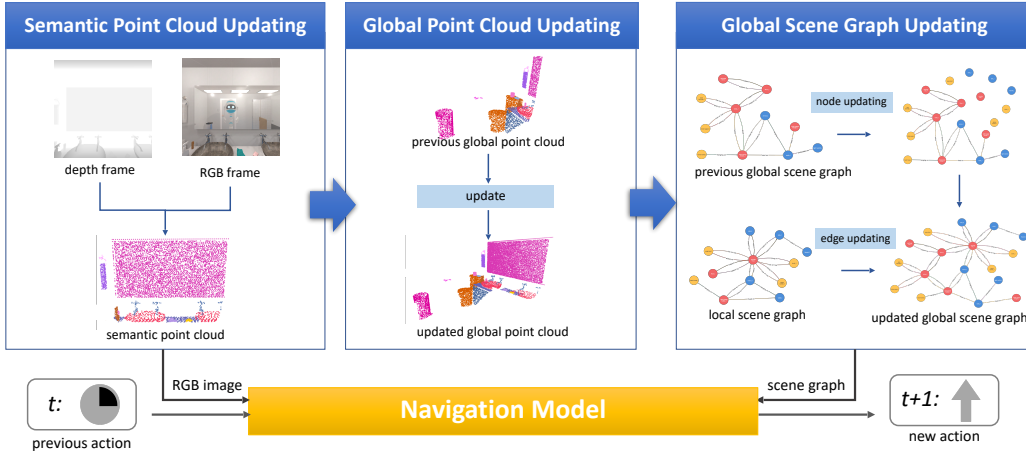 Semantic Point Cloud Updating
depth frame
RGB frame
semantic point cloud
Global Point Cloud Updating
previous global point cloud
update
updated global point cloud
Global Scene Graph Updating
node updating
previous global scene graph
edge updating
local scene graph
updated global scene graph
RGB image
scene graph
t:
previous action
Navigation Model
t+1:
new action